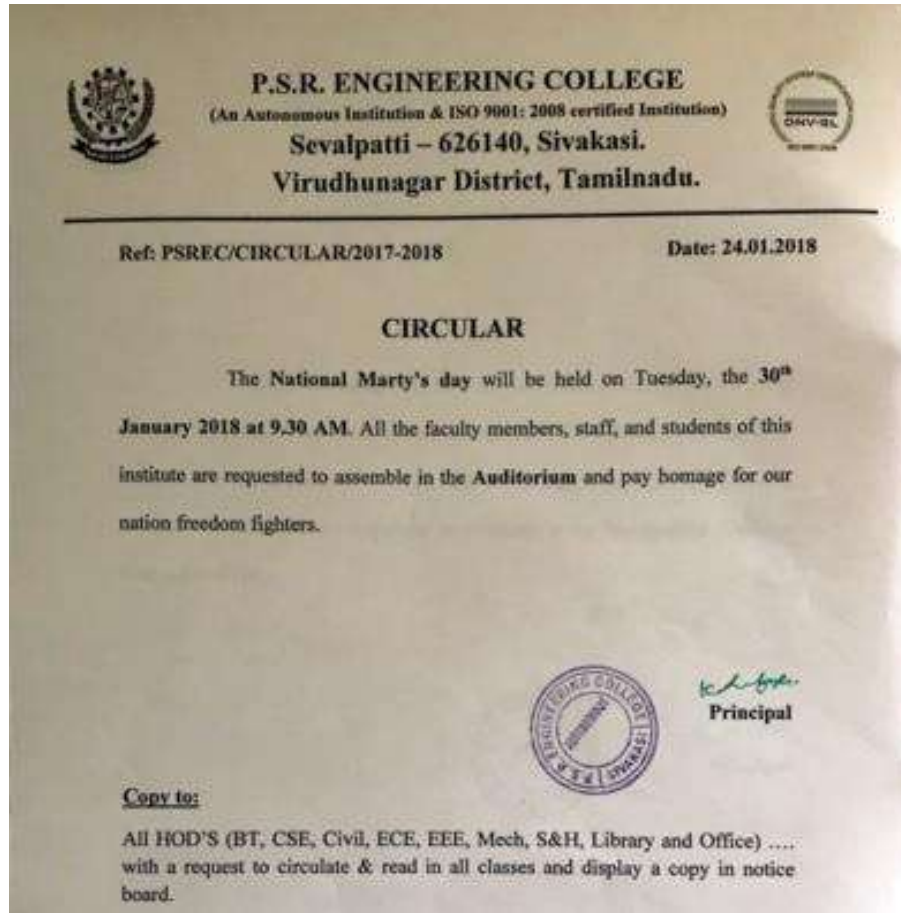 P.S.R. ENGINEERING COLLEGE
(An Autonomous Institution & ISO 9001: 2008 certified Institution)
DNV-GL
Sevalpatti – 626140, Sivakasi.
Virudhunagar District, Tamilnadu.
Ref: PSREC/CIRCULAR/2017-2018 Date: 24.01.2018
CIRCULAR
The National Marty's day will be held on Tuesday, the 30th
January 2018 at 9.30 AM. All the faculty members, staff, and students of this
institute are requested to assemble in the Auditorium and pay homage for our
nation freedom fighters.
P.S.R. ENGINEERING COLLEGE
SIVAKASI
Principal
Copy to:
All HOD'S (BT, CSE, Civil, ECE, EEE, Mech, S&H, Library and Office) ....
with a request to circulate & read in all classes and display a copy in notice
board.